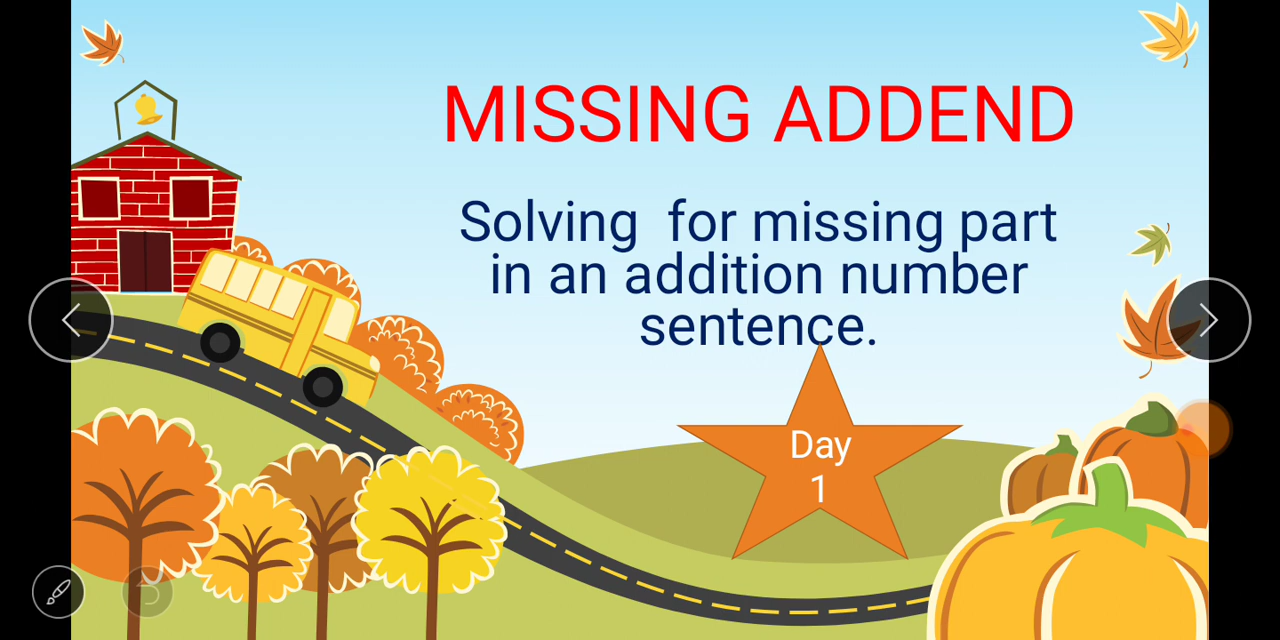 MISSING ADDEND
Solving  for missing part
in an addition number
sentence.
Day
1